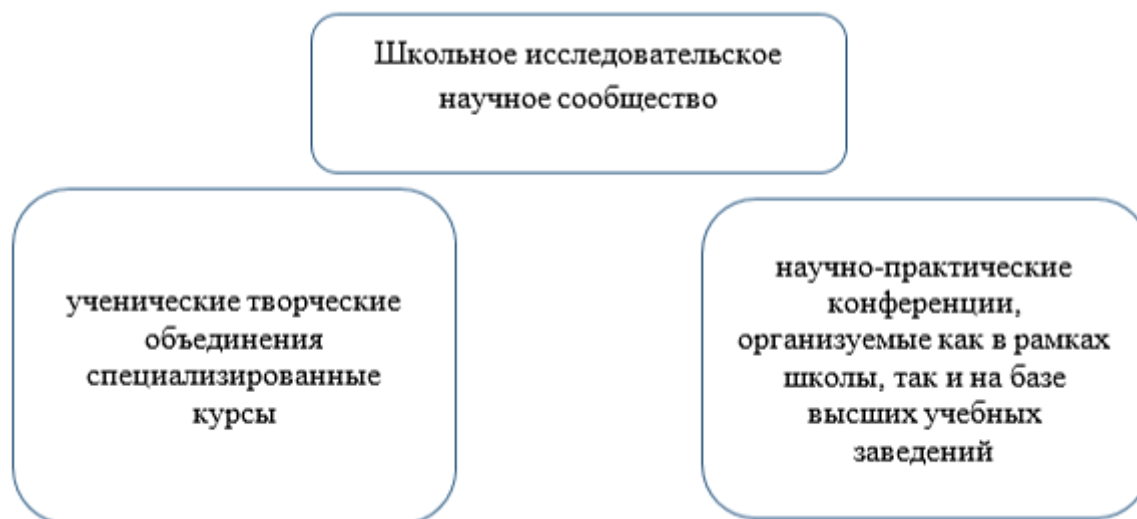 Школьное исследовательское
научное сообщество
ученические творческие
объединения
специализированные
курсы
научно-практические
конференции,
организуемые как в рамках
школы, так и на базе
высших учебных
заведений